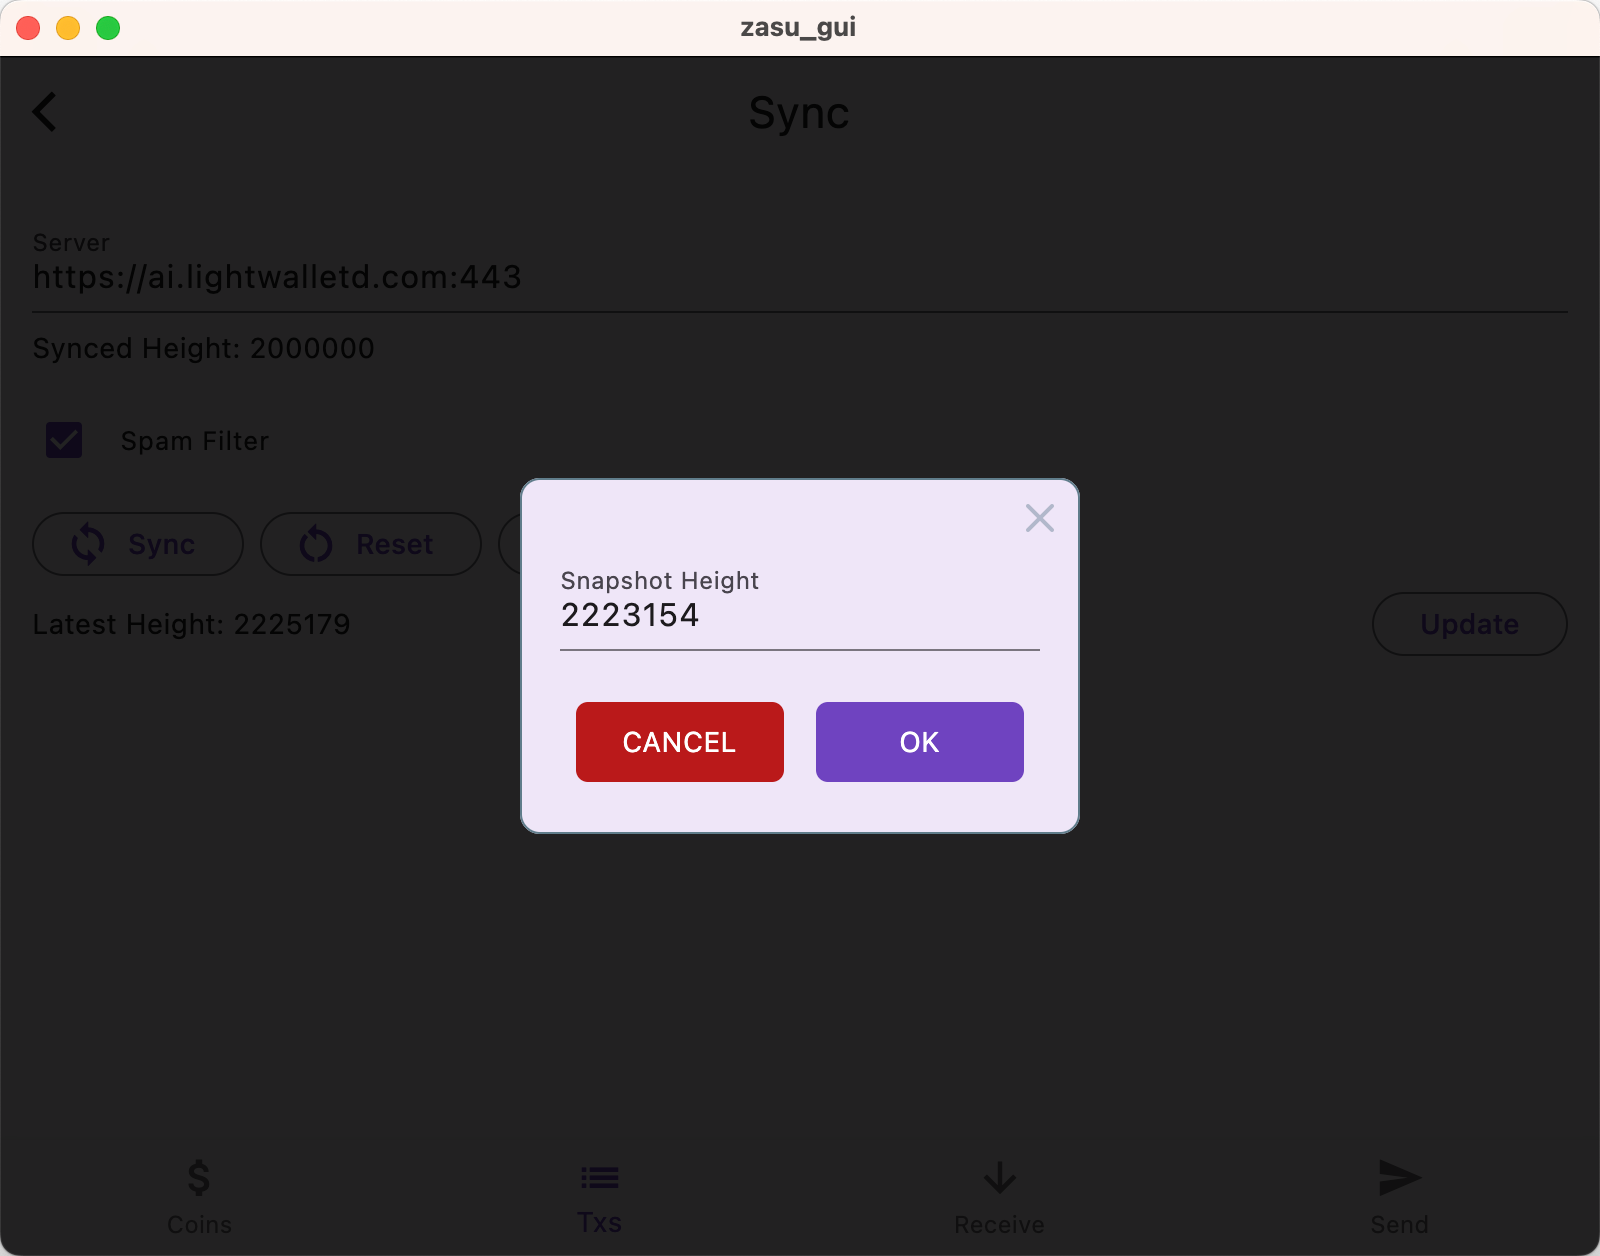 zasu_gui
Sync
Server
https://ai.lightwalletd.com:443
Synced Height: 2000000
Spam Filter
Sync
Reset
Latest Height: 2225179
Update
Snapshot Height
2223154
CANCEL
OK
Coins
Txs
Receive
Send